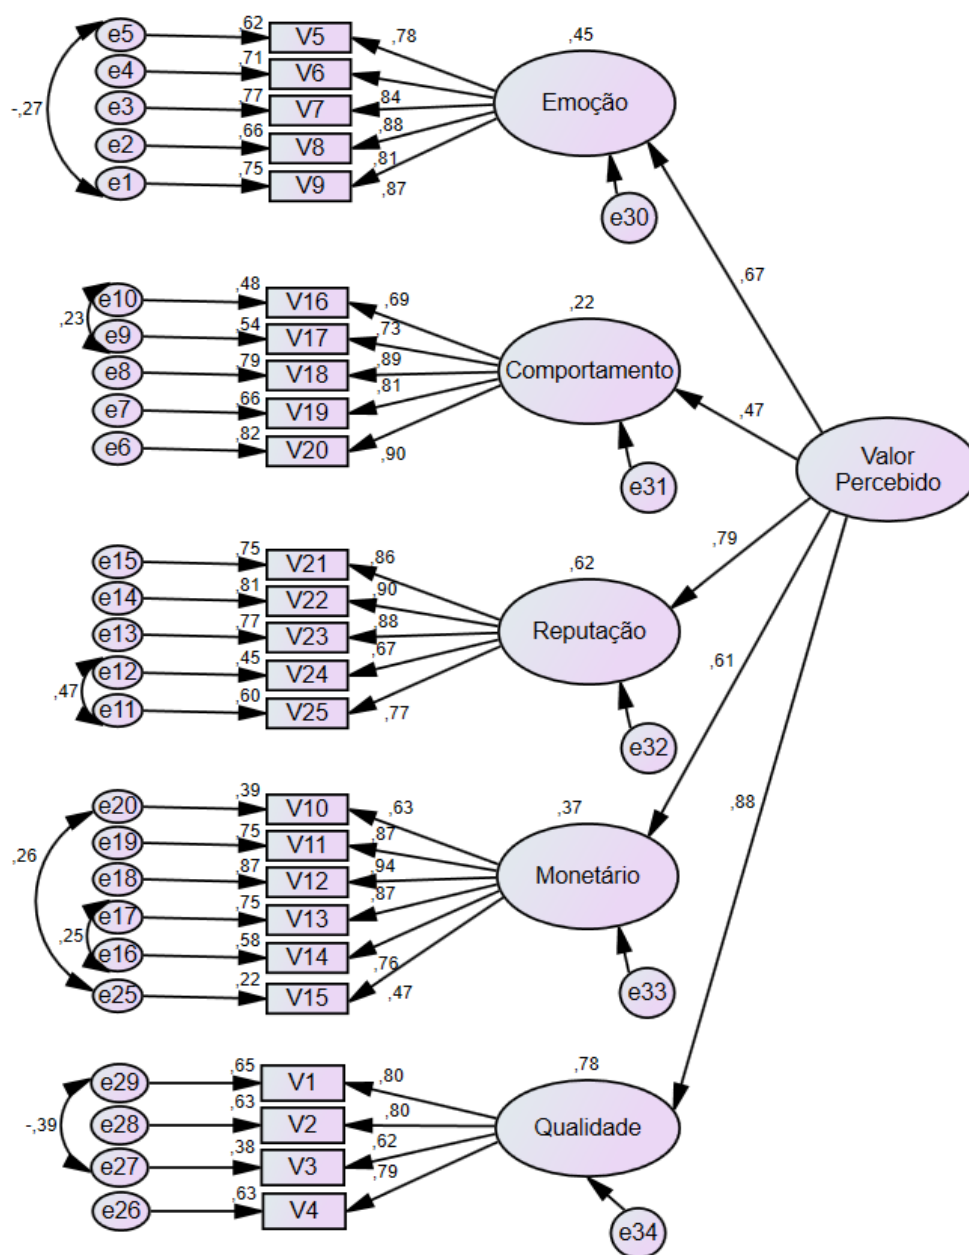 e5 ,62 V5 ,78 ,45
e4 ,71 V6
-,27 e3 ,77 V7 ,84 Emoção
e2 ,66 V8 ,88
e1 ,75 V9 ,81
,87
e30
,67
e10 ,48 V16 ,69 ,22
,23 e9 ,54 V17 ,73
e8 ,79 V18 ,89 Comportamento
e7 ,66 V19 ,81 ,47
e6 ,82 V20 ,90
e31
Valor
Percebido
e15 ,75 V21 ,86 ,62 ,79
e14 ,81 V22 ,90
e13 ,77 V23 ,88 Reputação
e12 ,45 V24 ,67 ,61
,47 e11 ,60 V25 ,77
e32
e20 ,39 V10 ,63 ,37 ,88
,26 e19 ,75 V11 ,87
e18 ,87 V12 ,94 Monetário
e17 ,75 V13 ,87
,25 e16 ,58 V14 ,76
e25 ,22 V15 ,47
e33
e29 ,65 V1 ,80 ,78
-,39 e28 ,63 V2 ,80 Qualidade
e27 ,38 V3 ,62
e26 ,63 V4 ,79
e34